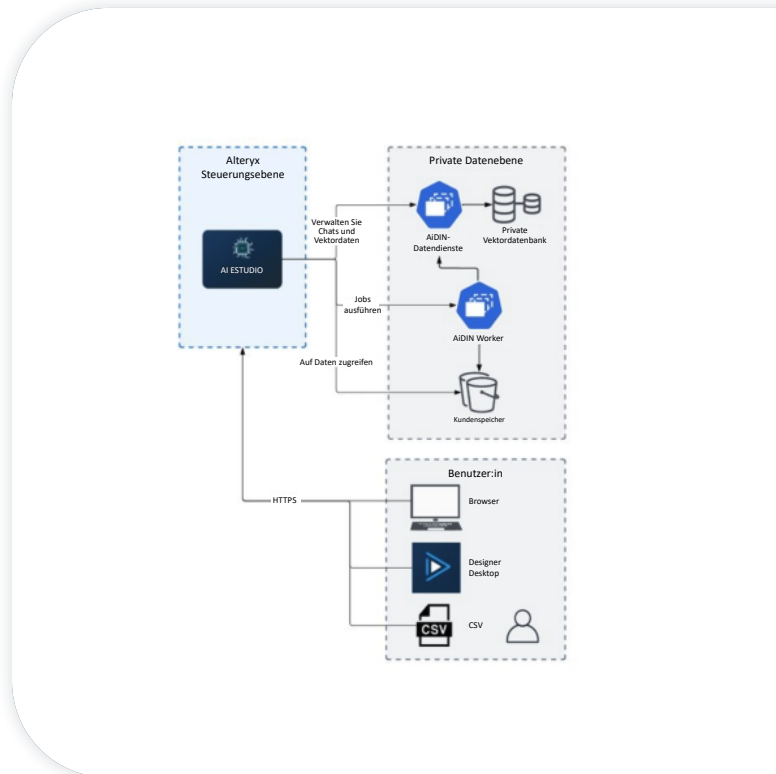 Alteryx
Steuerungsebene
AI ESTUDIO
Private Datenebene
Verwalten Sie
Chats und
Vektordaten
AiDIN-
Datendienste
Private
Vektordatenbank
Jobs
ausführen
AiDIN Worker
Auf Daten zugreifen
Kundenspeicher
Benutzer:in
HTTPS
Browser
Designer
Desktop
CSV
CSV